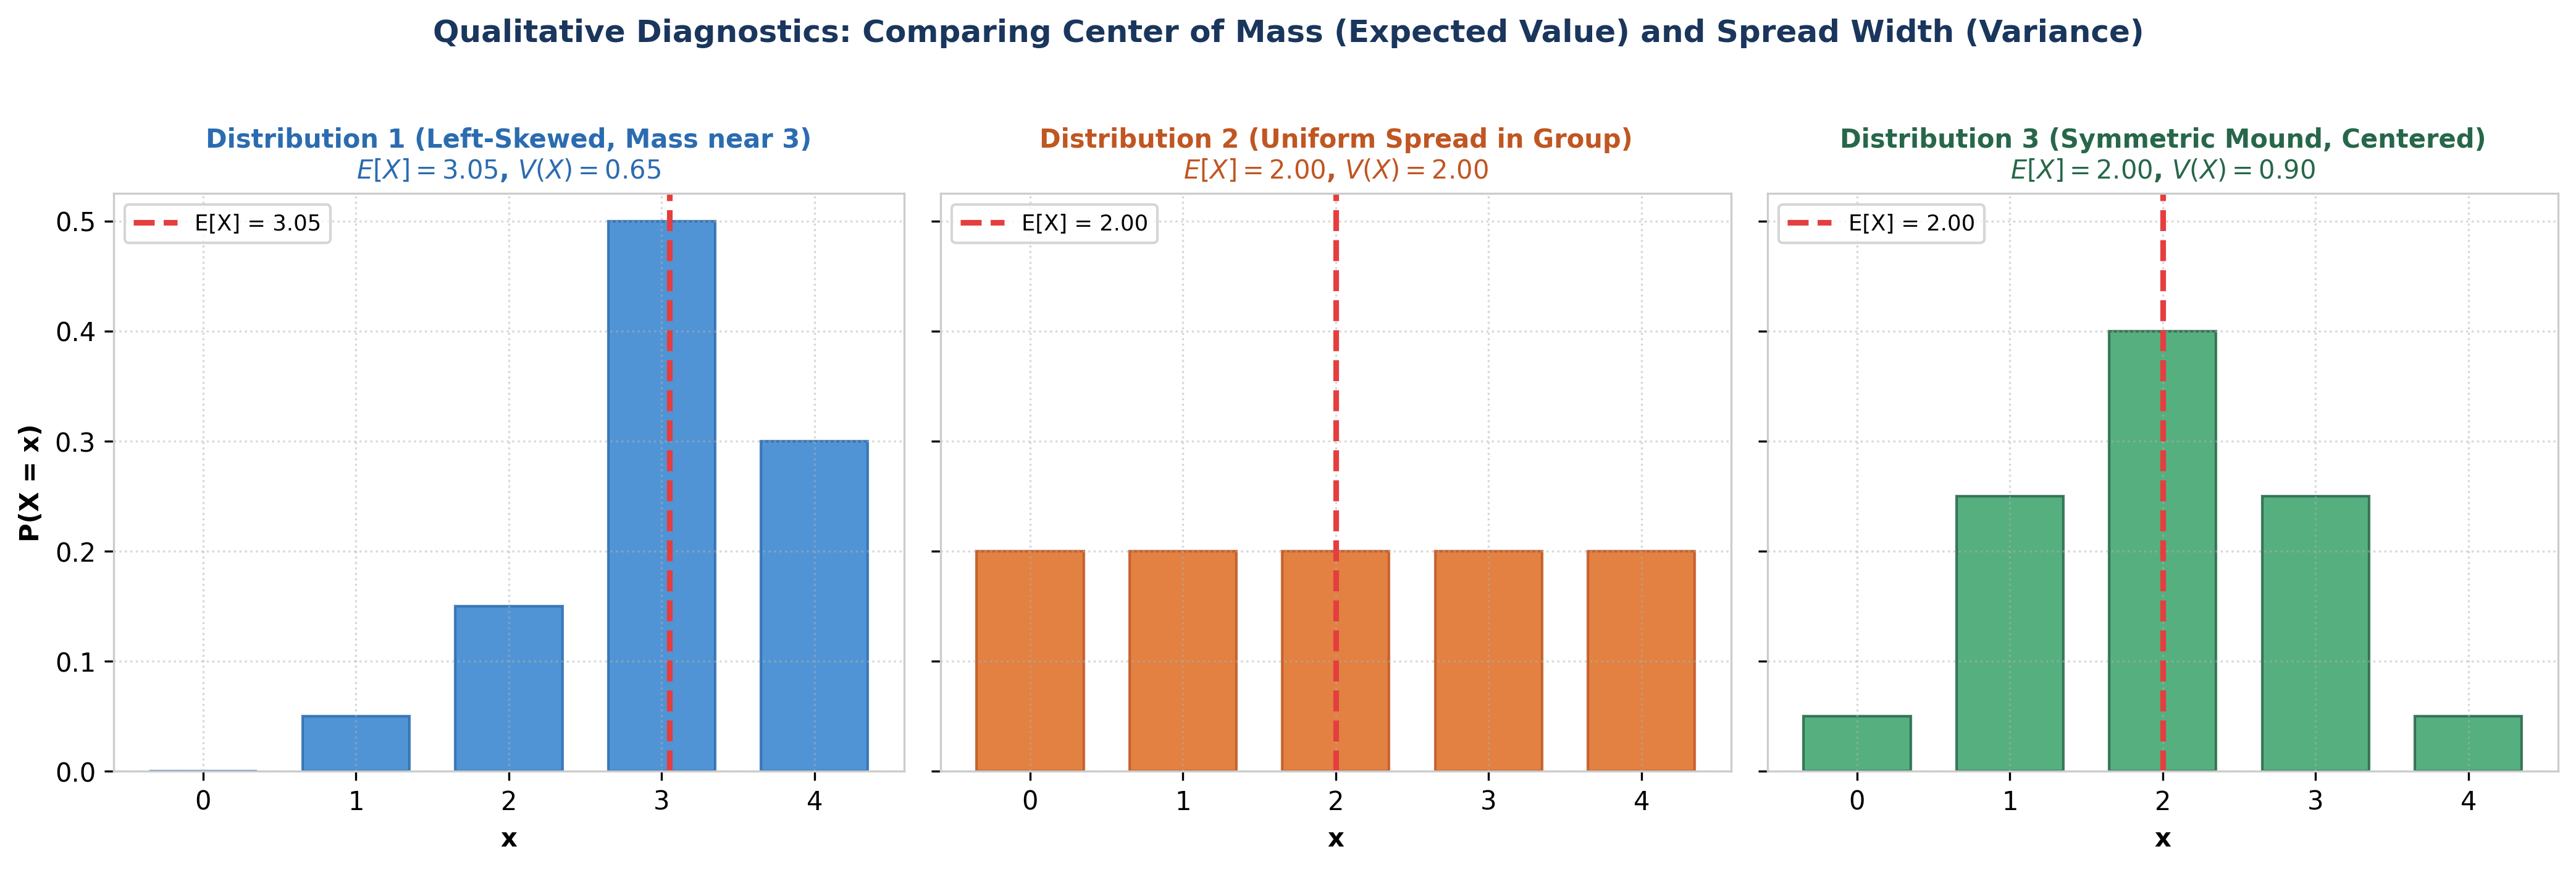 Qualitative Diagnostics: Comparing Center of Mass (Expected Value) and Spread Width (Variance)
Distribution 1 (Left-Skewed, Mass near 3)
E[X] = 3.05, V(X) = 0.65
E[X] = 3.05
P(X = x)
0.5
0.4
0.3
0.2
0.1
0.0
0 1 2 3 4
x
Distribution 2 (Uniform Spread in Group)
E[X] = 2.00, V(X) = 2.00
E[X] = 2.00
0 1 2 3 4
x
Distribution 3 (Symmetric Mound, Centered)
E[X] = 2.00, V(X) = 0.90
E[X] = 2.00
0 1 2 3 4
x